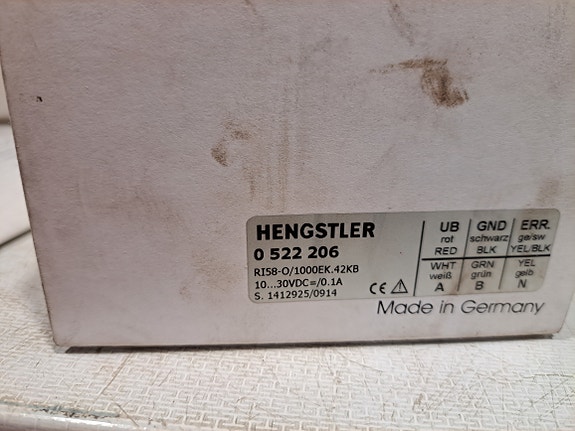 HENGSTLER
0 522 206
RI58-O/1000EK.42KB
10...30VDC=/0.1A
S. 1412925/0914
CE
UB GND ERR.
rot schwarz ge/sw
RED BLK YEL/BLK
WHT GRN YEL
weiß grün gelb
A B N
Made in Germany